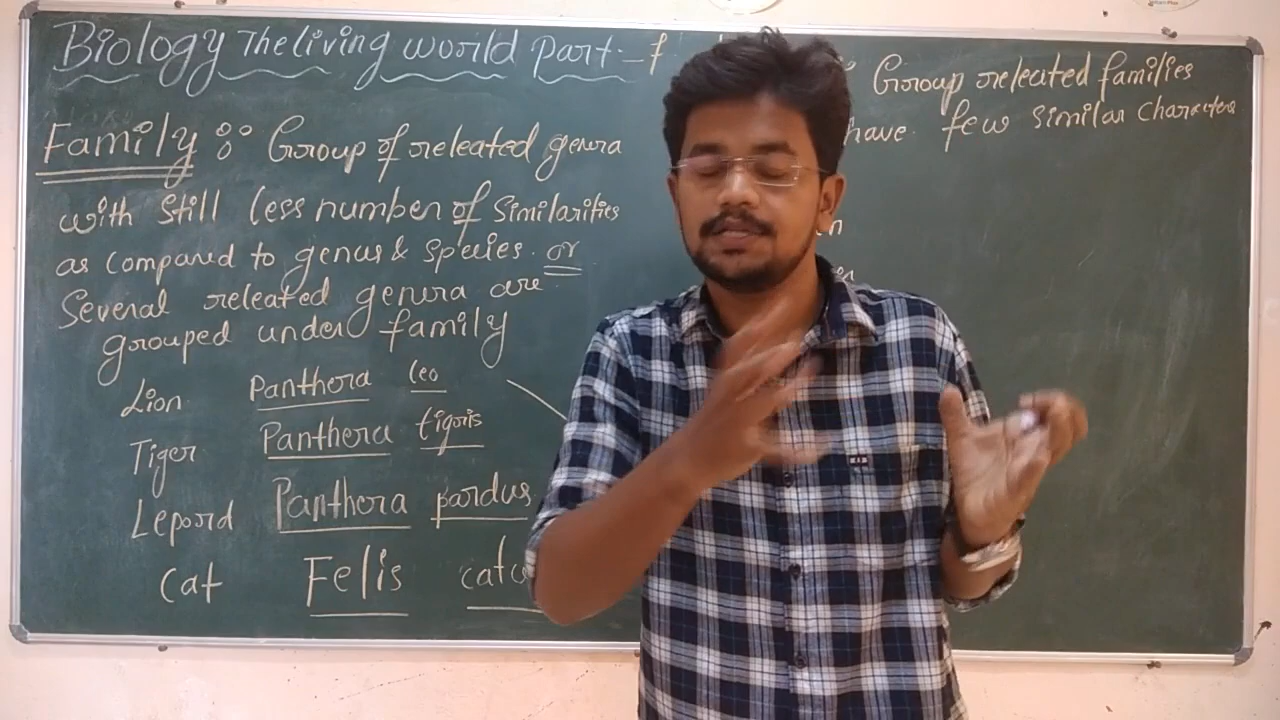 Biology The living world Part - f
Family : : Group of releated genera
with still less number of Similarities
as compared to genus & species. or
Several releated genera are
grouped under family
Lion Panthera leo
Tiger Panthera tigris
Lepord Panthera pardus
Cat Felis catu
: Group releated families
have few similar Characters